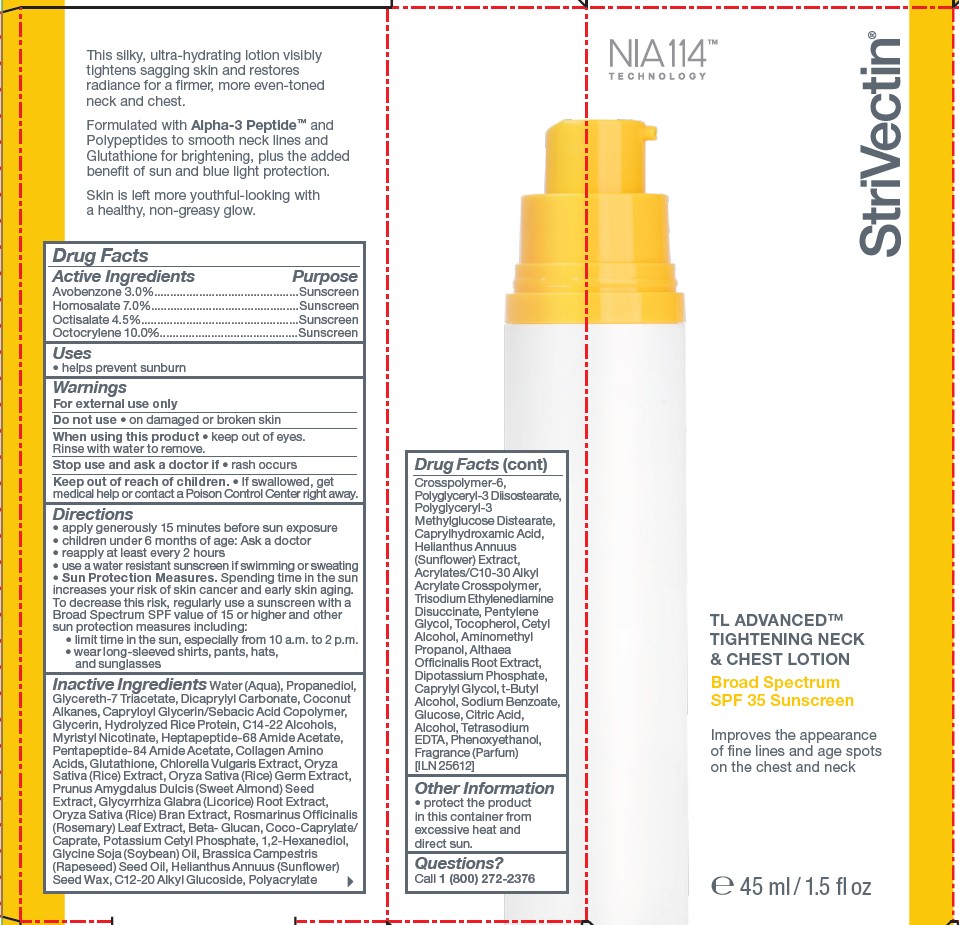 This silky, ultra-hydrating lotion visibly
tightens sagging skin and restores
radiance for a firmer, more even-toned
neck and chest.
Formulated with Alpha-3 Peptide™ and
Polypeptides to smooth neck lines and
Glutathione for brightening, plus the added
benefit of sun and blue light protection.
Skin is left more youthful-looking with
a healthy, non-greasy glow.
Drug Facts
Active Ingredients Purpose
Avobenzone 3.0%............................................Sunscreen
Homosalate 7.0%.............................................Sunscreen
Octisalate 4.5%................................................Sunscreen
Octocrylene 10.0%..........................................Sunscreen
Uses
• helps prevent sunburn
Warnings
For external use only
Do not use • on damaged or broken skin
When using this product • keep out of eyes.
Rinse with water to remove.
Stop use and ask a doctor if • rash occurs
Keep out of reach of children. • If swallowed, get
medical help or contact a Poison Control Center right away.
Directions
• apply generously 15 minutes before sun exposure
• children under 6 months of age: Ask a doctor
• reapply at least every 2 hours
• use a water resistant sunscreen if swimming or sweating
• Sun Protection Measures. Spending time in the sun
increases your risk of skin cancer and early skin aging.
To decrease this risk, regularly use a sunscreen with a
Broad Spectrum SPF value of 15 or higher and other
sun protection measures including:
• limit time in the sun, especially from 10 a.m. to 2 p.m.
• wear long-sleeved shirts, pants, hats,
and sunglasses
Inactive Ingredients Water (Aqua), Propanediol,
Glycereth-7 Triacetate, Dicaprylyl Carbonate, Coconut
Alkanes, Capryloyl Glycerin/Sebacic Acid Copolymer,
Glycerin, Hydrolyzed Rice Protein, C14-22 Alcohols,
Myristyl Nicotinate, Heptapeptide-68 Amide Acetate,
Pentapeptide-84 Amide Acetate, Collagen Amino
Acids, Glutathione, Chlorella Vulgaris Extract, Oryza
Sativa (Rice) Extract, Oryza Sativa (Rice) Germ Extract,
Prunus Amygdalus Dulcis (Sweet Almond) Seed
Extract, Glycyrrhiza Glabra (Licorice) Root Extract,
Oryza Sativa (Rice) Bran Extract, Rosmarinus Officinalis
(Rosemary) Leaf Extract, Beta- Glucan, Coco-Caprylate/
Caprate, Potassium Cetyl Phosphate, 1,2-Hexanediol,
Glycine Soja (Soybean) Oil, Brassica Campestris
(Rapeseed) Seed Oil, Helianthus Annuus (Sunflower)
Seed Wax, C12-20 Alkyl Glucoside, Polyacrylate
Drug Facts (cont)
Crosspolymer-6,
Polyglyceryl-3 Diisostearate,
Polyglyceryl-3
Methylglucose Distearate,
Caprylhydroxamic Acid,
Helianthus Annuus
(Sunflower) Extract,
Acrylates/C10-30 Alkyl
Acrylate Crosspolymer,
Trisodium Ethylenediamine
Disuccinate, Pentylene
Glycol, Tocopherol, Cetyl
Alcohol, Aminomethyl
Propanol, Althaea
Officinalis Root Extract,
Dipotassium Phosphate,
Caprylyl Glycol, t-Butyl
Alcohol, Sodium Benzoate,
Glucose, Citric Acid,
Alcohol, Tetrasodium
EDTA, Phenoxyethanol,
Fragrance (Parfum)
[ILN 25612]
Other Information
• protect the product
in this container from
excessive heat and
direct sun.
Questions?
Call 1 (800) 272-2376
NIA114™
TECHNOLOGY
StriVectin®
TL ADVANCED™
TIGHTENING NECK
& CHEST LOTION
Broad Spectrum
SPF 35 Sunscreen
Improves the appearance
of fine lines and age spots
on the chest and neck
℮ 45 ml / 1.5 fl oz